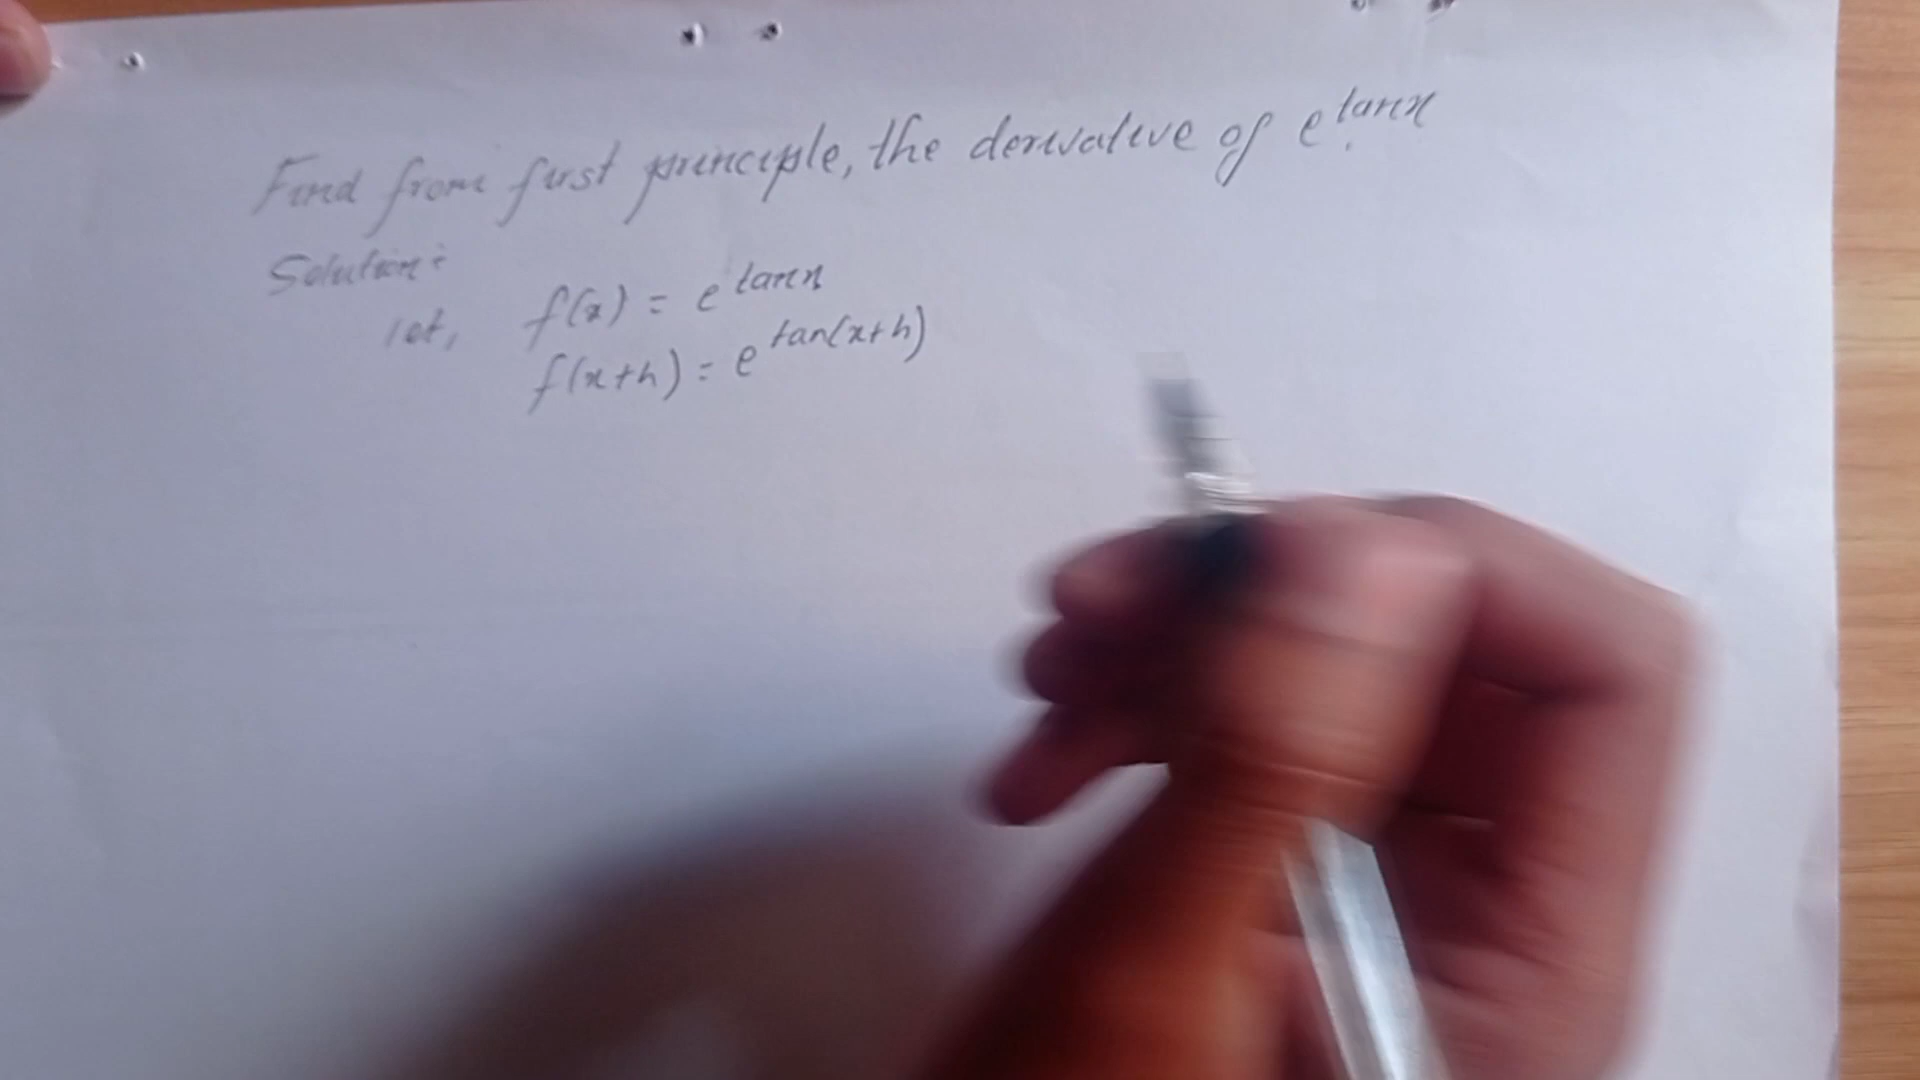 Find from first principle, the derivative of e^tanx.
Solution:
let, f(x) = e^tanx
f(x+h) = e^tan(x+h)